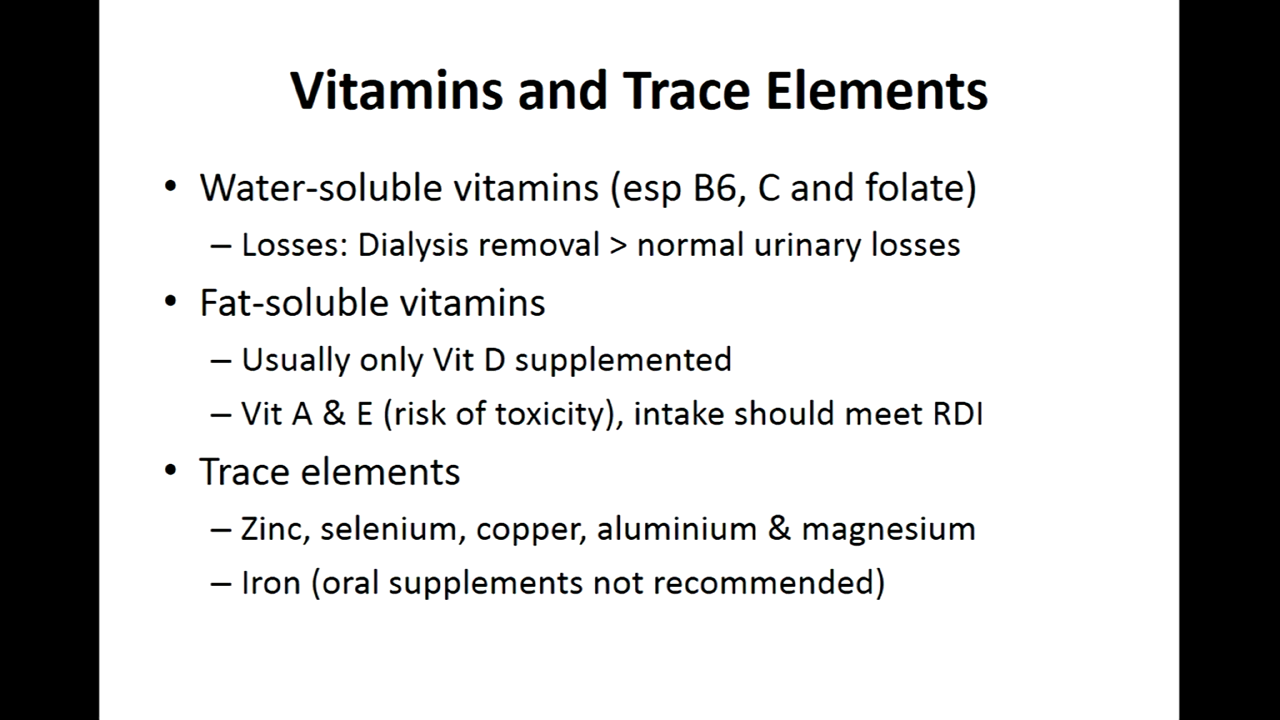 Vitamins and Trace Elements
• Water-soluble vitamins (esp B6, C and folate)
– Losses: Dialysis removal > normal urinary losses
• Fat-soluble vitamins
– Usually only Vit D supplemented
– Vit A & E (risk of toxicity), intake should meet RDI
• Trace elements
– Zinc, selenium, copper, aluminium & magnesium
– Iron (oral supplements not recommended)